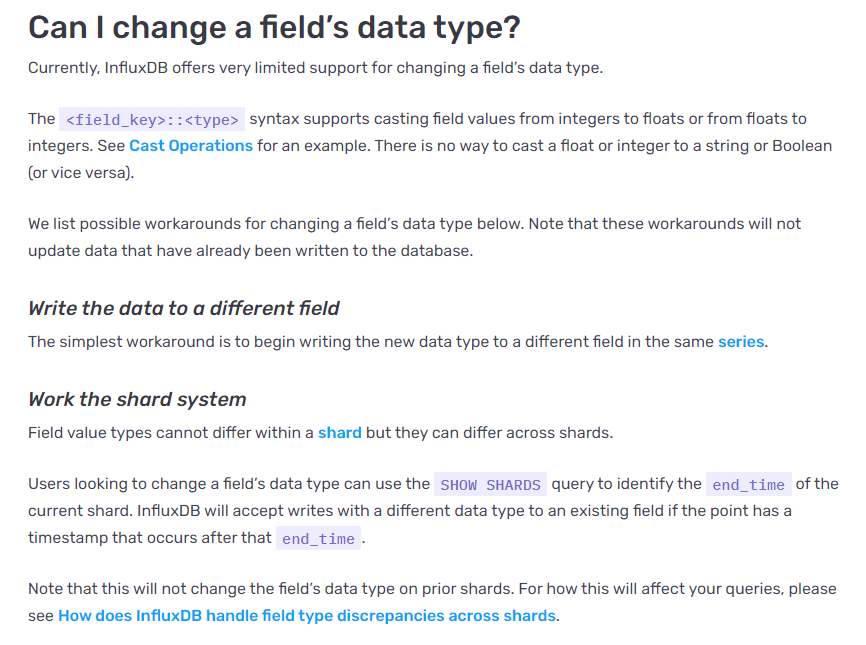 Can I change a field’s data type?
Currently, InfluxDB offers very limited support for changing a field’s data type.
The <field_key>::<type> syntax supports casting field values from integers to floats or from floats to
integers. See Cast Operations for an example. There is no way to cast a float or integer to a string or Boolean
(or vice versa).
We list possible workarounds for changing a field’s data type below. Note that these workarounds will not
update data that have already been written to the database.
Write the data to a different field
The simplest workaround is to begin writing the new data type to a different field in the same series.
Work the shard system
Field value types cannot differ within a shard but they can differ across shards.
Users looking to change a field’s data type can use the SHOW SHARDS query to identify the end_time of the
current shard. InfluxDB will accept writes with a different data type to an existing field if the point has a
timestamp that occurs after that end_time.
Note that this will not change the field’s data type on prior shards. For how this will affect your queries, please
see How does InfluxDB handle field type discrepancies across shards.